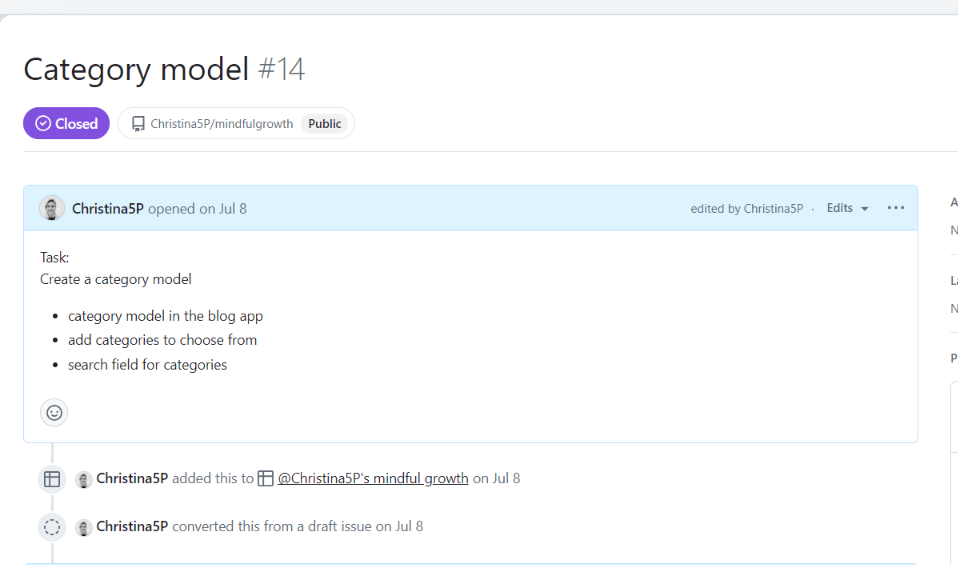 Category model #14
Closed Christina5P/mindfulgrowth Public
Christina5P opened on Jul 8 edited by Christina5P · Edits
Task:
Create a category model
• category model in the blog app
• add categories to choose from
• search field for categories
Christina5P added this to @Christina5P's mindful growth on Jul 8
Christina5P converted this from a draft issue on Jul 8